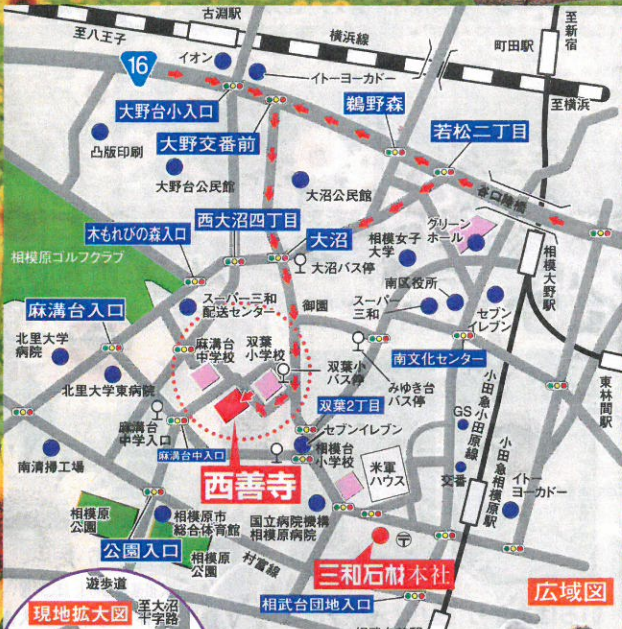 古淵駅
至八王子
横浜線
町田駅
至新宿
16
イオン
イトーヨーカドー
至横浜
大野台小入口
鵜野森
大野交番前
若松二丁目
凸版印刷
大野台公民館
大沼公民館
谷口陸橋
木もれびの森入口
西大沼四丁目
大沼
グリーン
ホール
相模女子
大学
相模原ゴルフクラブ
大沼バス停
相模大野駅
麻溝台入口
スーパー三和
配送センター
御園
南区役所
スーパー
三和
セブン
イレブン
北里大学
病院
麻溝台
中学校
双葉
小学校
南文化センター
北里大学東病院
双葉小
バス停
みゆき台
バス停
東林間駅
双葉2丁目
小田急小田原線
麻溝台
中学入口
GS
麻溝台中入口
セブンイレブン
交番
小田急相模原駅
南清掃工場
西善寺
相模台
小学校
米軍
ハウス
イトー
ヨーカドー
相模原
公園
相模原市
総合体育館
国立病院機構
相模原病院
公園入口
相模原
公園
村富線
三和石材本社
遊歩道
広域図
現地拡大図
至大沼
十字路
相武台団地入口